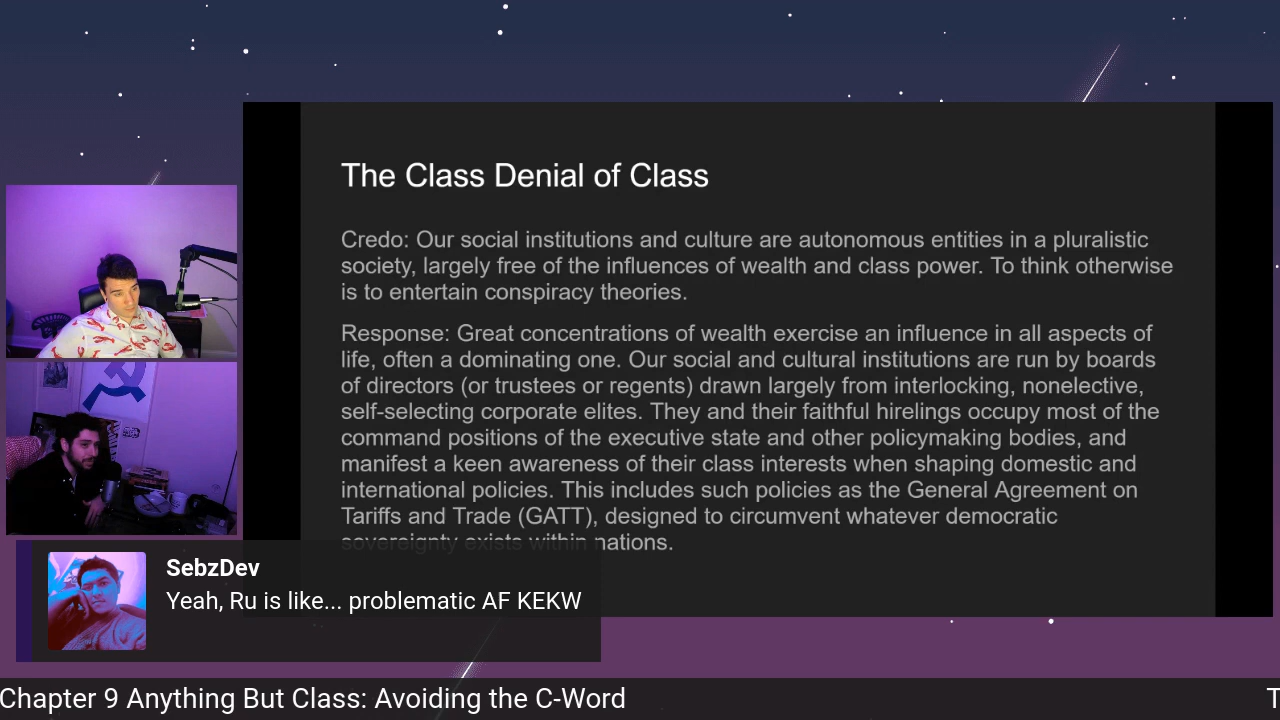 The Class Denial of Class
Credo: Our social institutions and culture are autonomous entities in a pluralistic
society, largely free of the influences of wealth and class power. To think otherwise
is to entertain conspiracy theories.
Response: Great concentrations of wealth exercise an influence in all aspects of
life, often a dominating one. Our social and cultural institutions are run by boards
of directors (or trustees or regents) drawn largely from interlocking, nonelective,
self-selecting corporate elites. They and their faithful hirelings occupy most of the
command positions of the executive state and other policymaking bodies, and
manifest a keen awareness of their class interests when shaping domestic and
international policies. This includes such policies as the General Agreement on
Tariffs and Trade (GATT), designed to circumvent whatever democratic
sovereignty exists within nations.
SebzDev
Yeah, Ru is like... problematic AF KEKW
Chapter 9 Anything But Class: Avoiding the C-Word
T